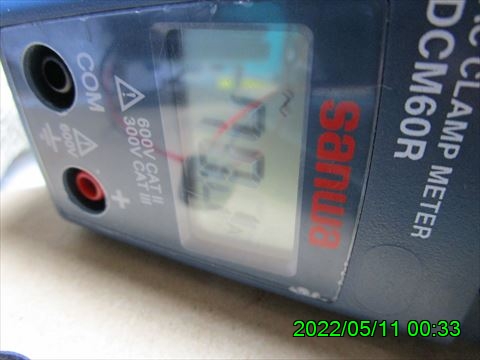 CLAMP METER
DCM60R
sanwa
600V CAT II
300V CAT III
COM
+
2022/05/11 00:33